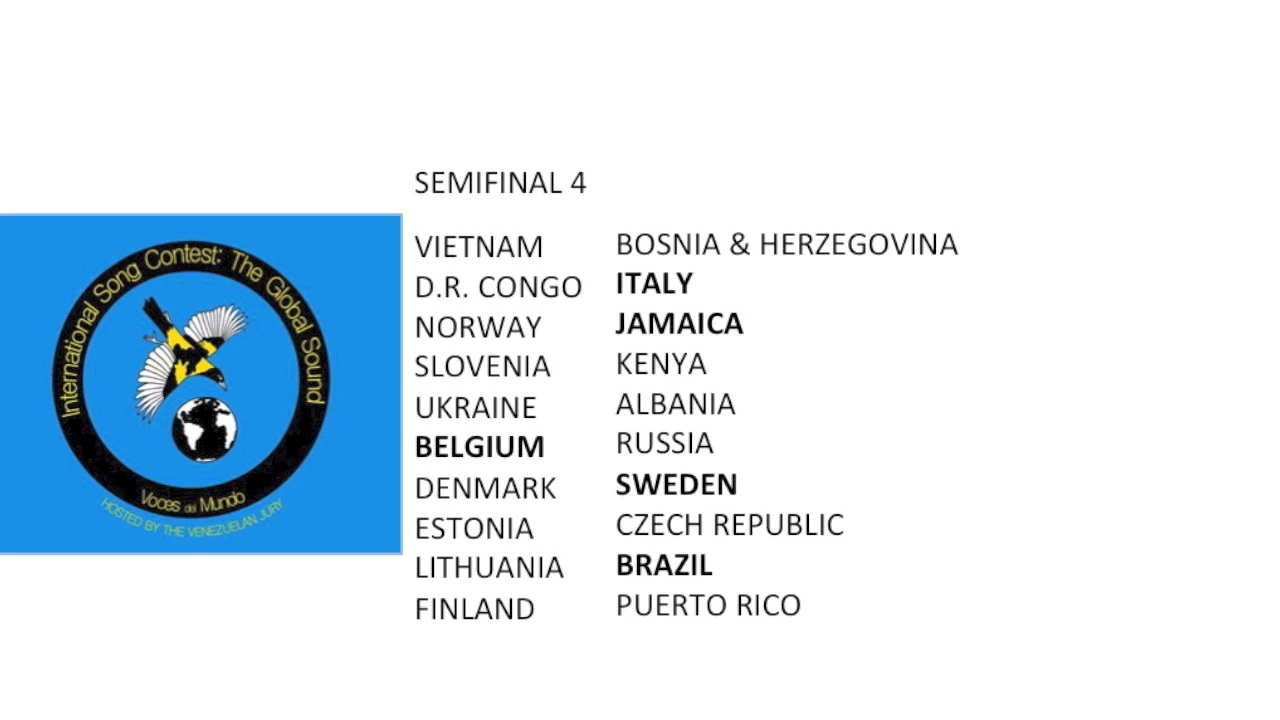 SEMIFINAL 4
International Song Contest: The Global Sound
Voces del Mundo
HOSTED BY THE VENEZUELAN JURY
VIETNAM
D.R. CONGO
NORWAY
SLOVENIA
UKRAINE
BELGIUM
DENMARK
ESTONIA
LITHUANIA
FINLAND
BOSNIA & HERZEGOVINA
ITALY
JAMAICA
KENYA
ALBANIA
RUSSIA
SWEDEN
CZECH REPUBLIC
BRAZIL
PUERTO RICO